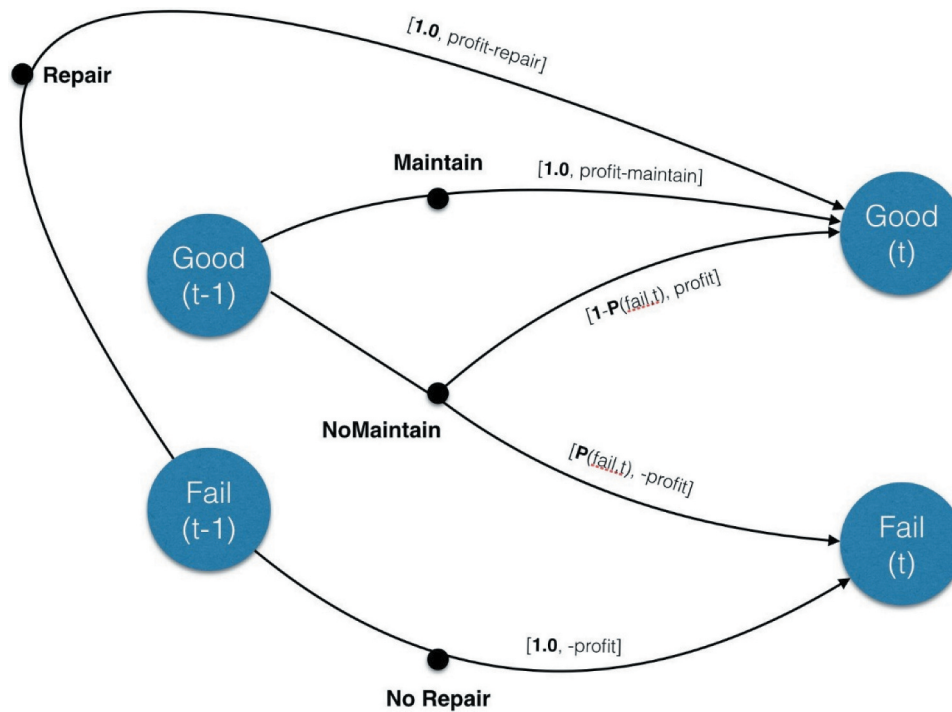 [1.0, profit-repair]
Repair
Maintain
[1.0, profit-maintain]
Good
(t-1)
Good
(t)
[1-P(fail,t), profit]
NoMaintain
[P(fail,t), -profit]
Fail
(t-1)
Fail
(t)
[1.0, -profit]
No Repair